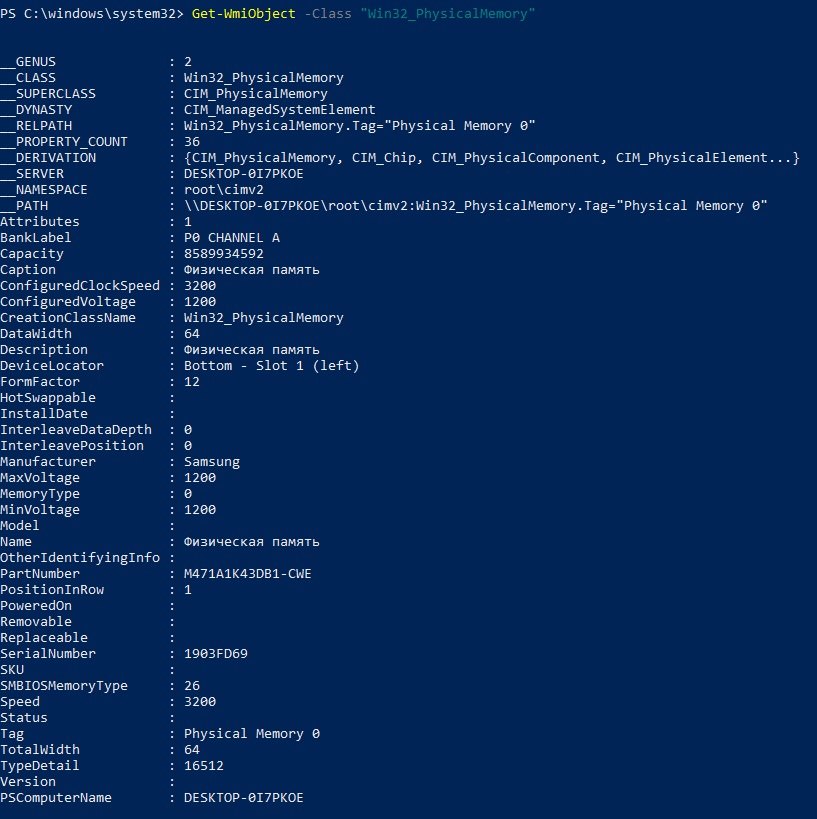 PS C:\windows\system32> Get-WmiObject -Class "Win32_PhysicalMemory"
__GENUS : 2
__CLASS : Win32_PhysicalMemory
__SUPERCLASS : CIM_PhysicalMemory
__DYNASTY : CIM_ManagedSystemElement
__RELPATH : Win32_PhysicalMemory.Tag="Physical Memory 0"
__PROPERTY_COUNT : 36
__DERIVATION : {CIM_PhysicalMemory, CIM_Chip, CIM_PhysicalComponent, CIM_PhysicalElement...}
__SERVER : DESKTOP-0I7PKOE
__NAMESPACE : root\cimv2
__PATH : \\DESKTOP-0I7PKOE\root\cimv2:Win32_PhysicalMemory.Tag="Physical Memory 0"
Attributes : 1
BankLabel : P0 CHANNEL A
Capacity : 8589934592
Caption : Физическая память
ConfiguredClockSpeed : 3200
ConfiguredVoltage : 1200
CreationClassName : Win32_PhysicalMemory
DataWidth : 64
Description : Физическая память
DeviceLocator : Bottom - Slot 1 (left)
FormFactor : 12
HotSwappable :
InstallDate :
InterleaveDataDepth : 0
InterleavePosition : 0
Manufacturer : Samsung
MaxVoltage : 1200
MemoryType : 0
MinVoltage : 1200
Model :
Name : Физическая память
OtherIdentifyingInfo :
PartNumber : M471A1K43DB1-CWE
PositionInRow : 1
PoweredOn :
Removable :
Replaceable :
SerialNumber : 1903FD69
SKU :
SMBIOSMemoryType : 26
Speed : 3200
Status :
Tag : Physical Memory 0
TotalWidth : 64
TypeDetail : 16512
Version :
PSComputerName : DESKTOP-0I7PKOE